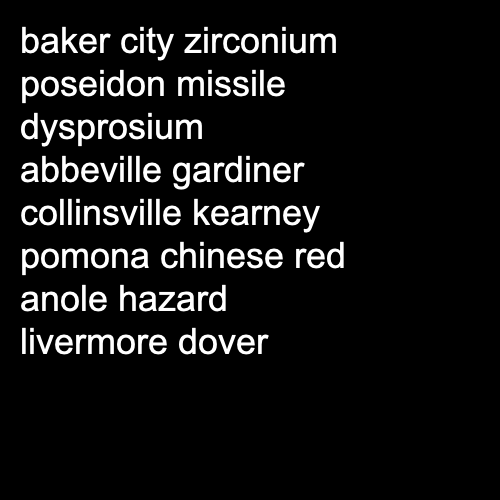 baker city zirconium
poseidon missile
dysprosium
abbeville gardiner
collinsville kearney
pomona chinese red
anole hazard
livermore dover